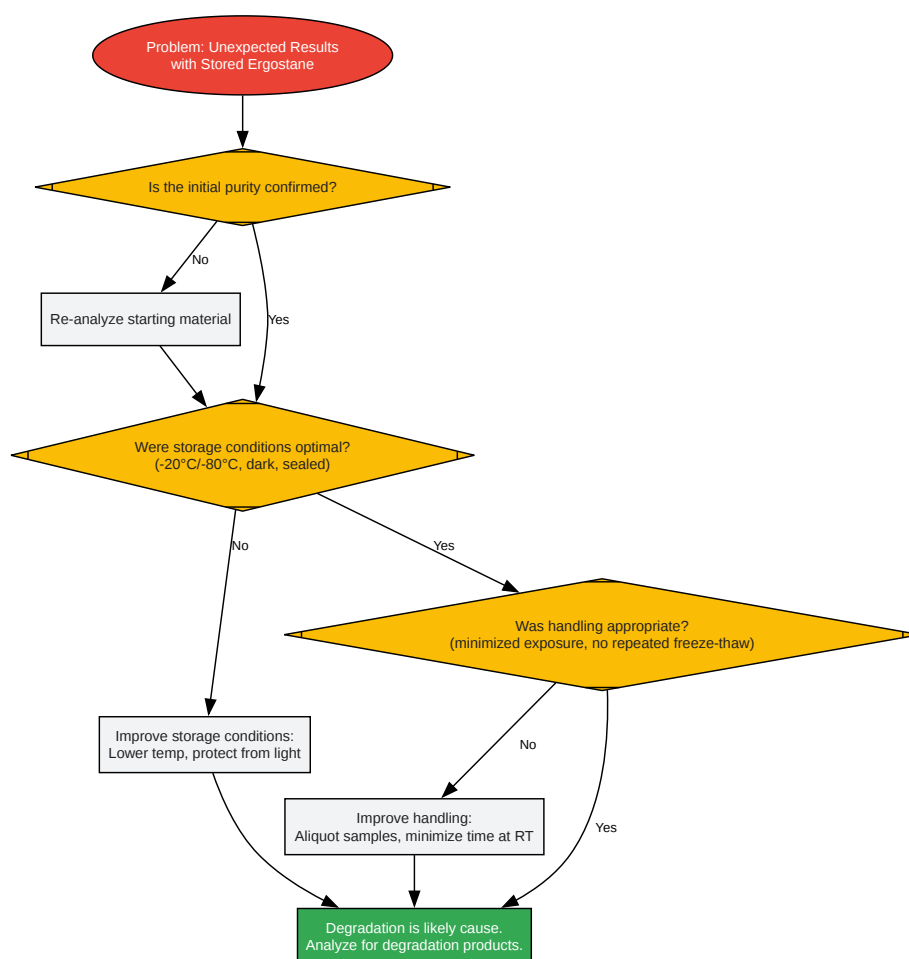 Problem: Unexpected Results
with Stored Ergostane
Is the initial purity confirmed?
No
Yes
Re-analyze starting material
Were storage conditions optimal?
(-20°C/-80°C, dark, sealed)
No
Yes
Was handling appropriate?
(minimized exposure, no repeated freeze-thaw)
Improve storage conditions:
Lower temp, protect from light
No
Improve handling:
Aliquot samples, minimize time at RT
Yes
Degradation is likely cause.
Analyze for degradation products.